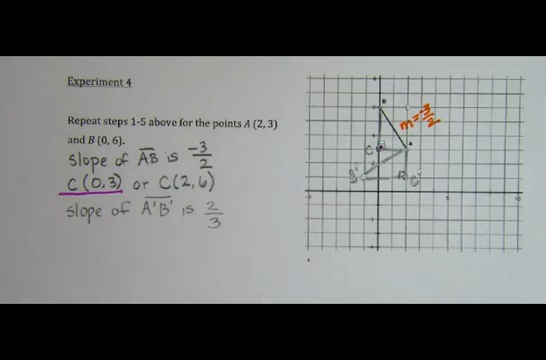 Experiment 4
Repeat steps 1-5 above for the points A (2, 3)
and B (0, 6).
slope of AB is -3/2
C(0,3) or C(2,6)
slope of A'B' is 2/3
B
m = -3/2
A
C
B'
C'